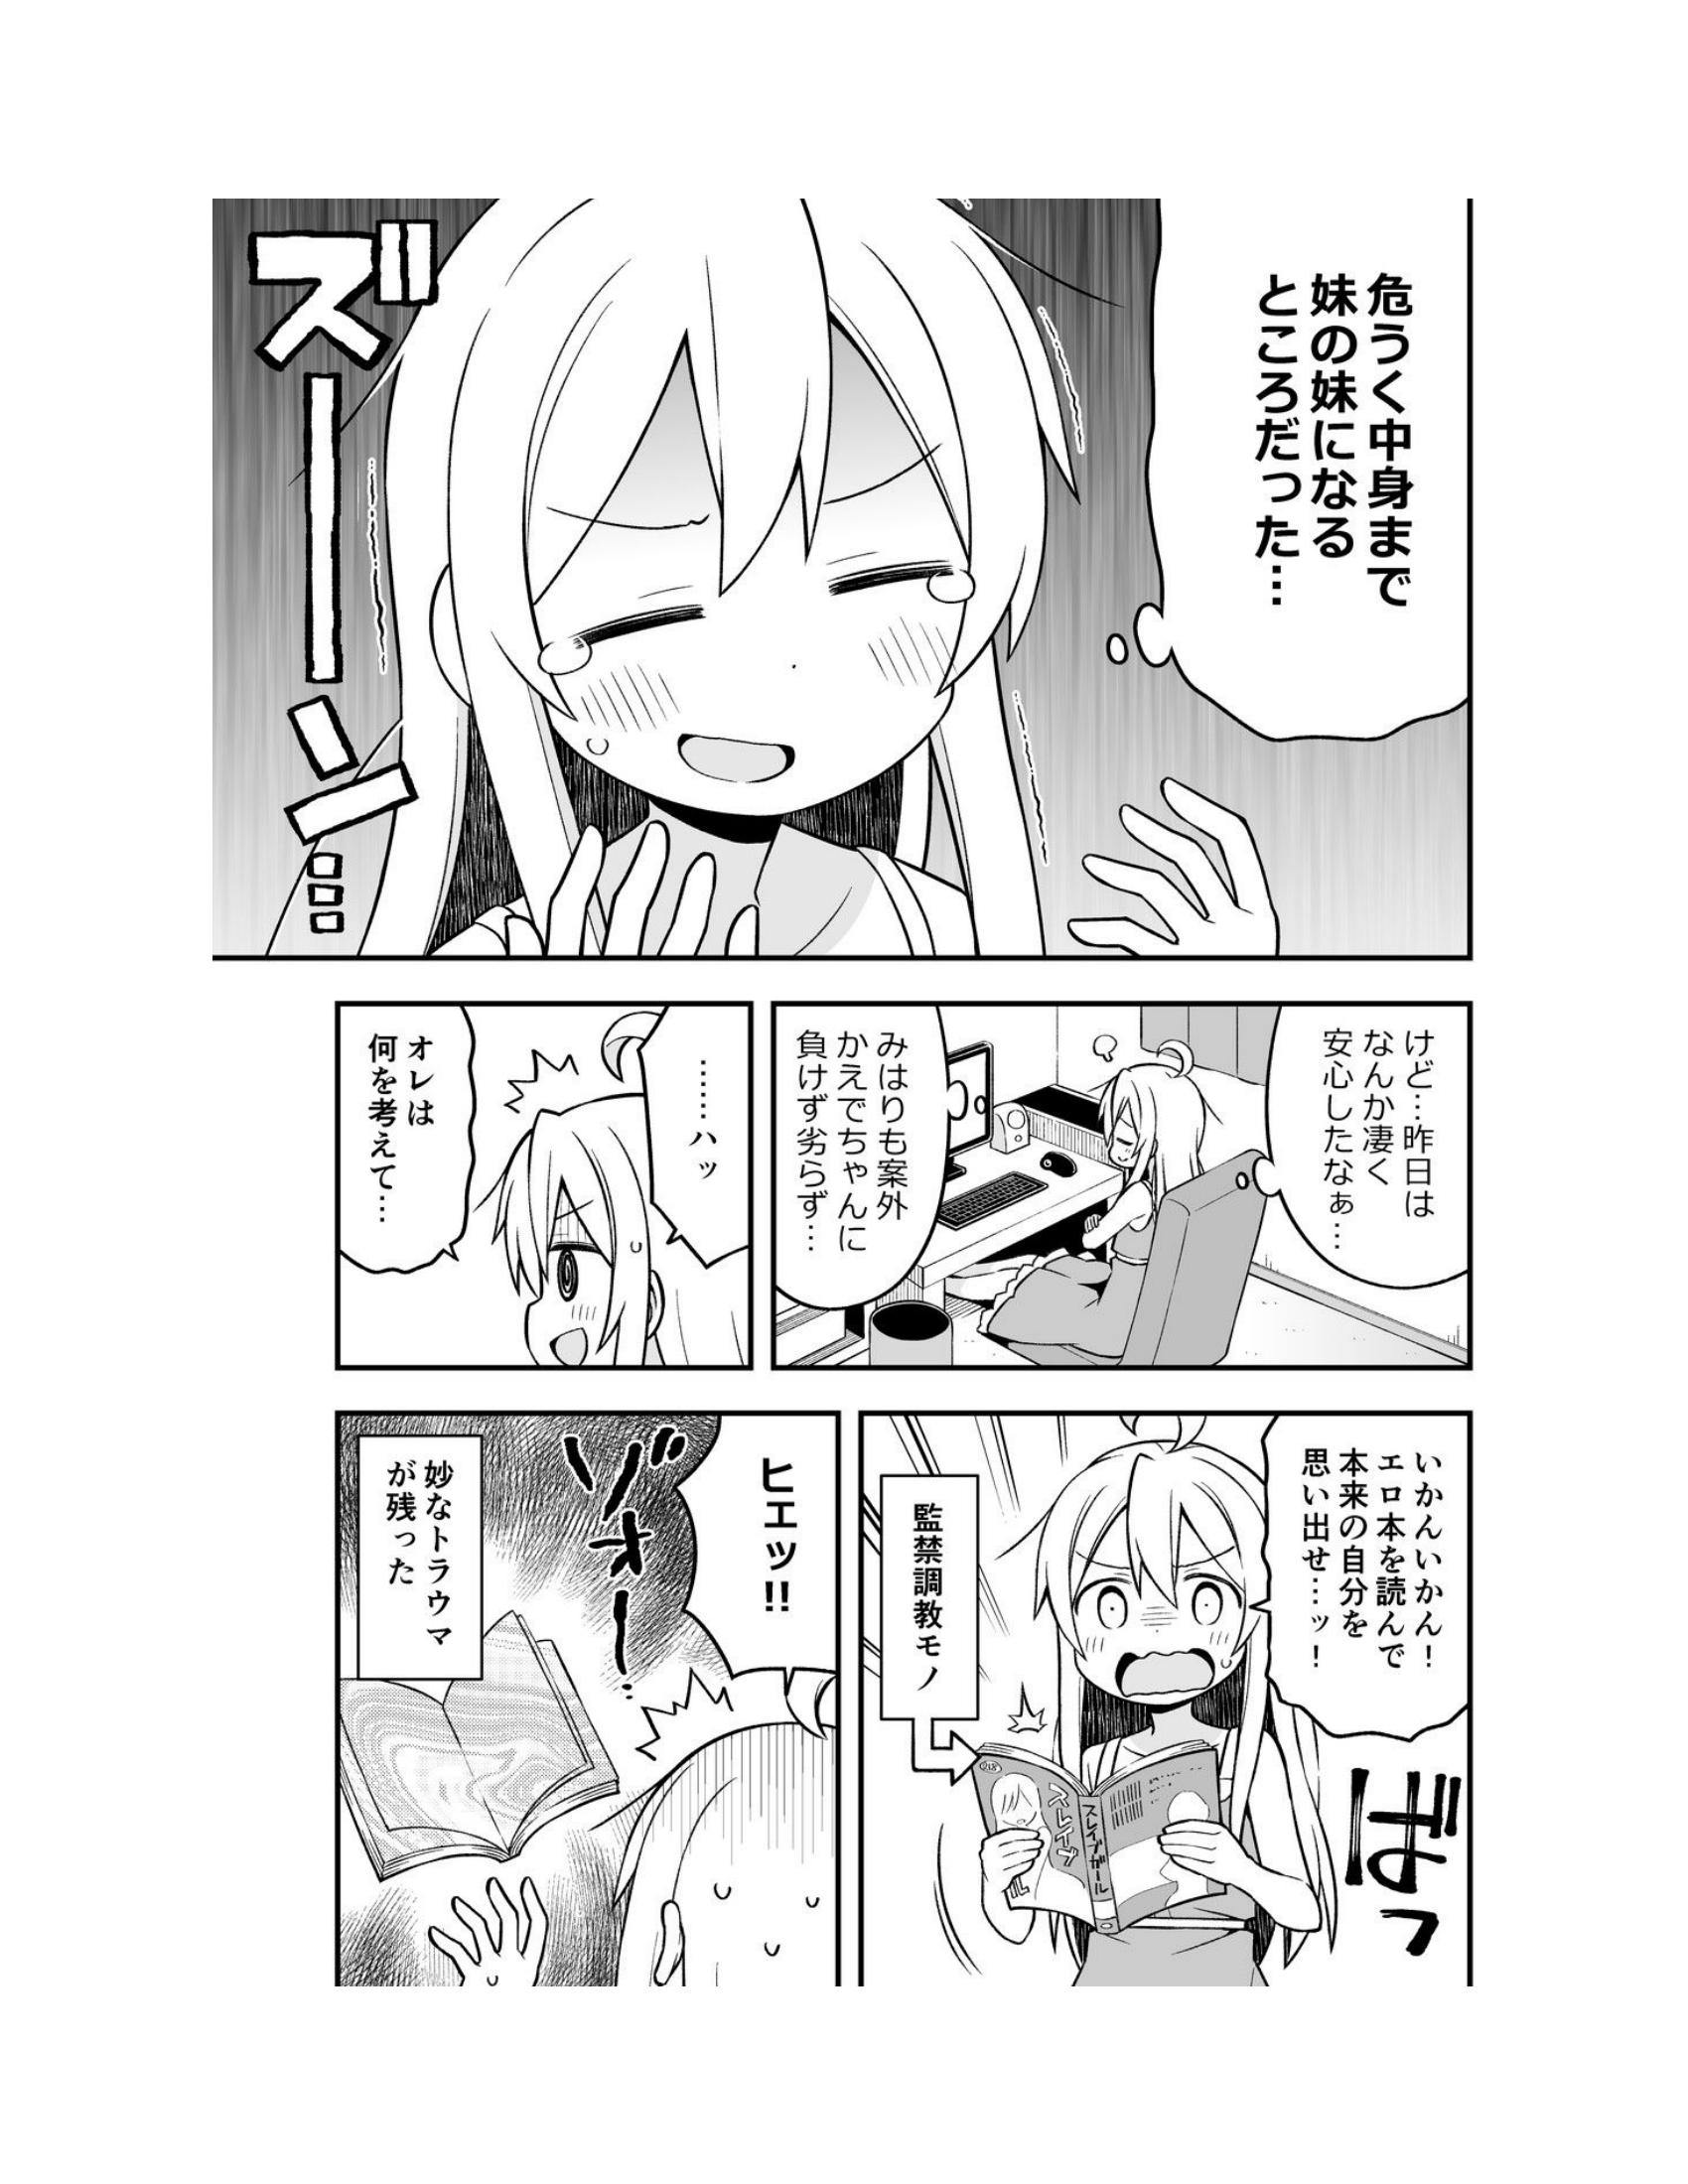 危うく中身まで
妹の妹になる
ところだった…
ズーン…
けど…昨日は
なんか凄く
安心したなぁ…
みはりも案外
かえでちゃんに
負けず劣らず…
……ハッ
オレは
何を考えて…
いかんいかん！
エロ本を読んで
本来の自分を
思い出せ…ッ！
ばっ
監禁調教モノ
スレイブガール
ヒエッ!!
ゾオー…
妙なトラウマ
が残った